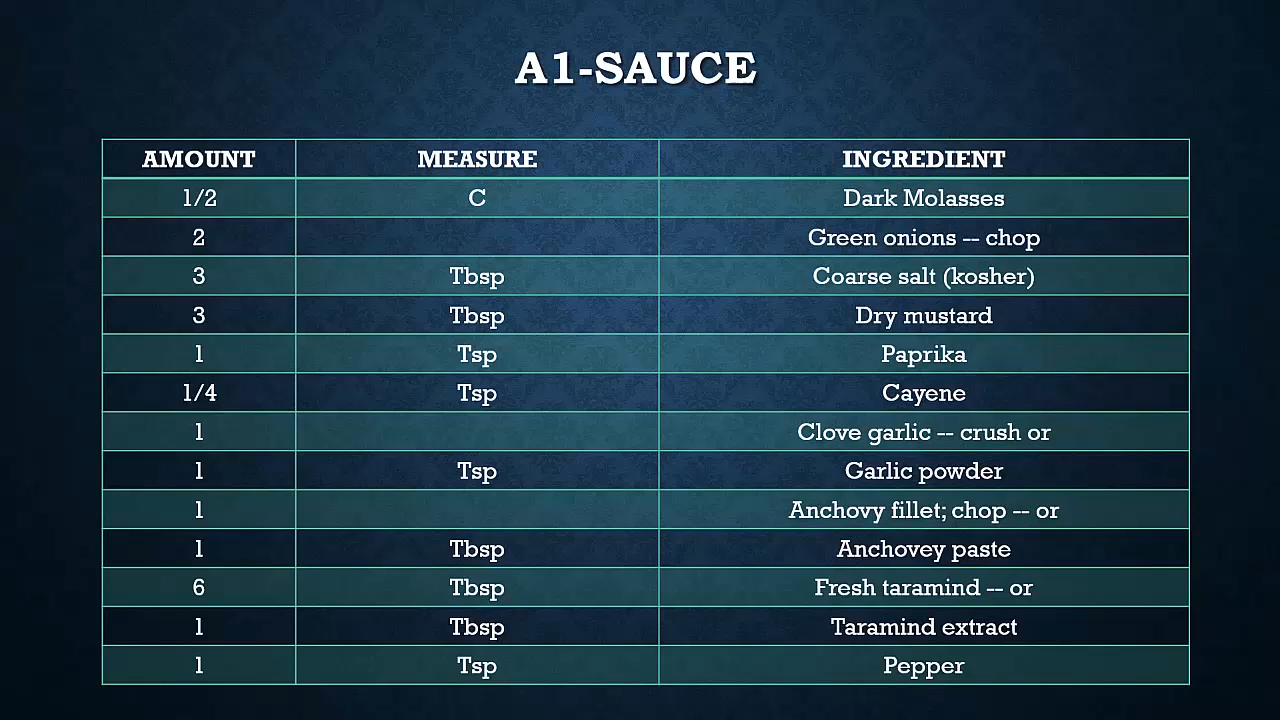 A1-SAUCE
AMOUNT MEASURE INGREDIENT
1/2 C Dark Molasses
2 Green onions -- chop
3 Tbsp Coarse salt (kosher)
3 Tbsp Dry mustard
1 Tsp Paprika
1/4 Tsp Cayene
1 Clove garlic -- crush or
1 Tsp Garlic powder
1 Anchovy fillet; chop -- or
1 Tbsp Anchovey paste
6 Tbsp Fresh taramind -- or
1 Tbsp Taramind extract
1 Tsp Pepper